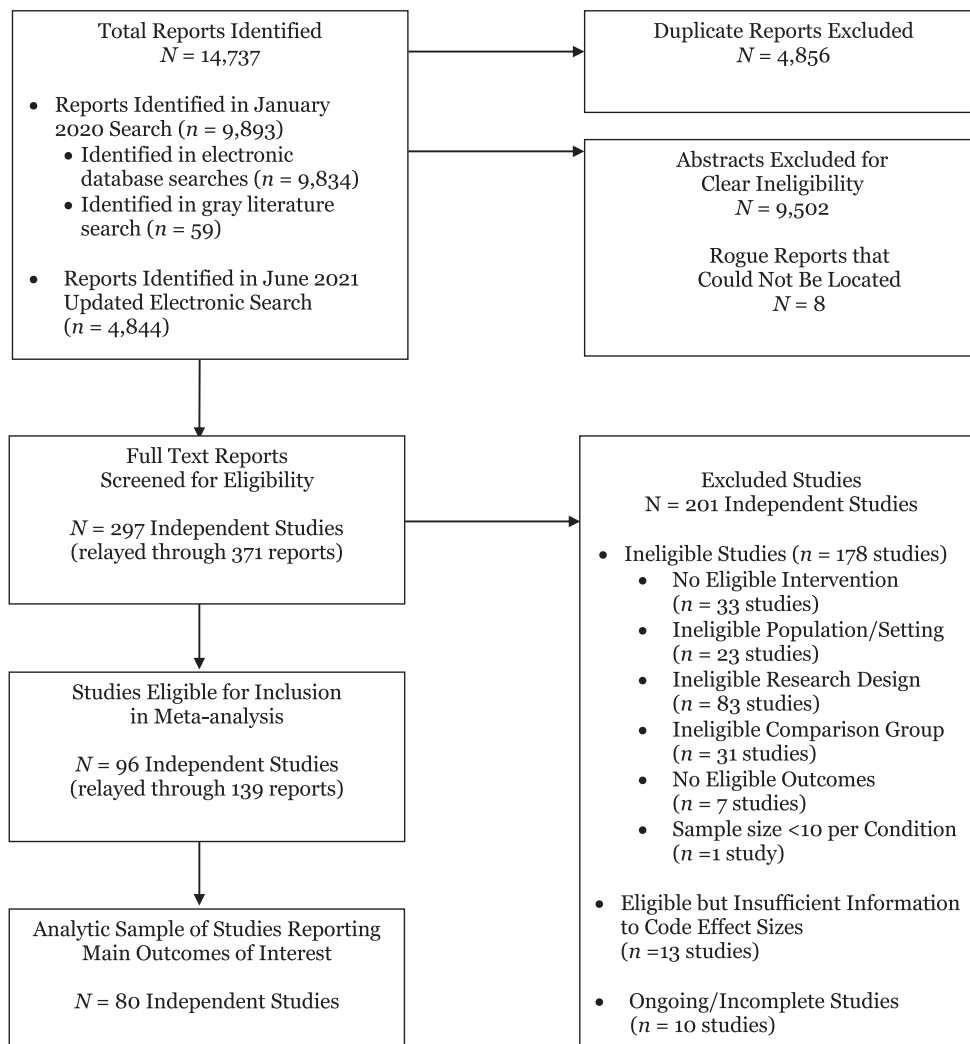 Total Reports Identified
N = 14,737
• Reports Identified in January
2020 Search (n = 9,893)
• Identified in electronic
database searches (n = 9,834)
• Identified in gray literature
search (n = 59)
• Reports Identified in June 2021
Updated Electronic Search
(n = 4,844)
Duplicate Reports Excluded
N = 4,856
Abstracts Excluded for
Clear Ineligibility
N = 9,502
Rogue Reports that
Could Not Be Located
N = 8
Full Text Reports
Screened for Eligibility
N = 297 Independent Studies
(relayed through 371 reports)
Studies Eligible for Inclusion
in Meta-analysis
N = 96 Independent Studies
(relayed through 139 reports)
Analytic Sample of Studies Reporting
Main Outcomes of Interest
N = 80 Independent Studies
Excluded Studies
N = 201 Independent Studies
• Ineligible Studies (n = 178 studies)
• No Eligible Intervention
(n = 33 studies)
• Ineligible Population/Setting
(n = 23 studies)
• Ineligible Research Design
(n = 83 studies)
• Ineligible Comparison Group
(n = 31 studies)
• No Eligible Outcomes
(n = 7 studies)
• Sample size <10 per Condition
(n =1 study)
• Eligible but Insufficient Information
to Code Effect Sizes
(n =13 studies)
• Ongoing/Incomplete Studies
(n = 10 studies)